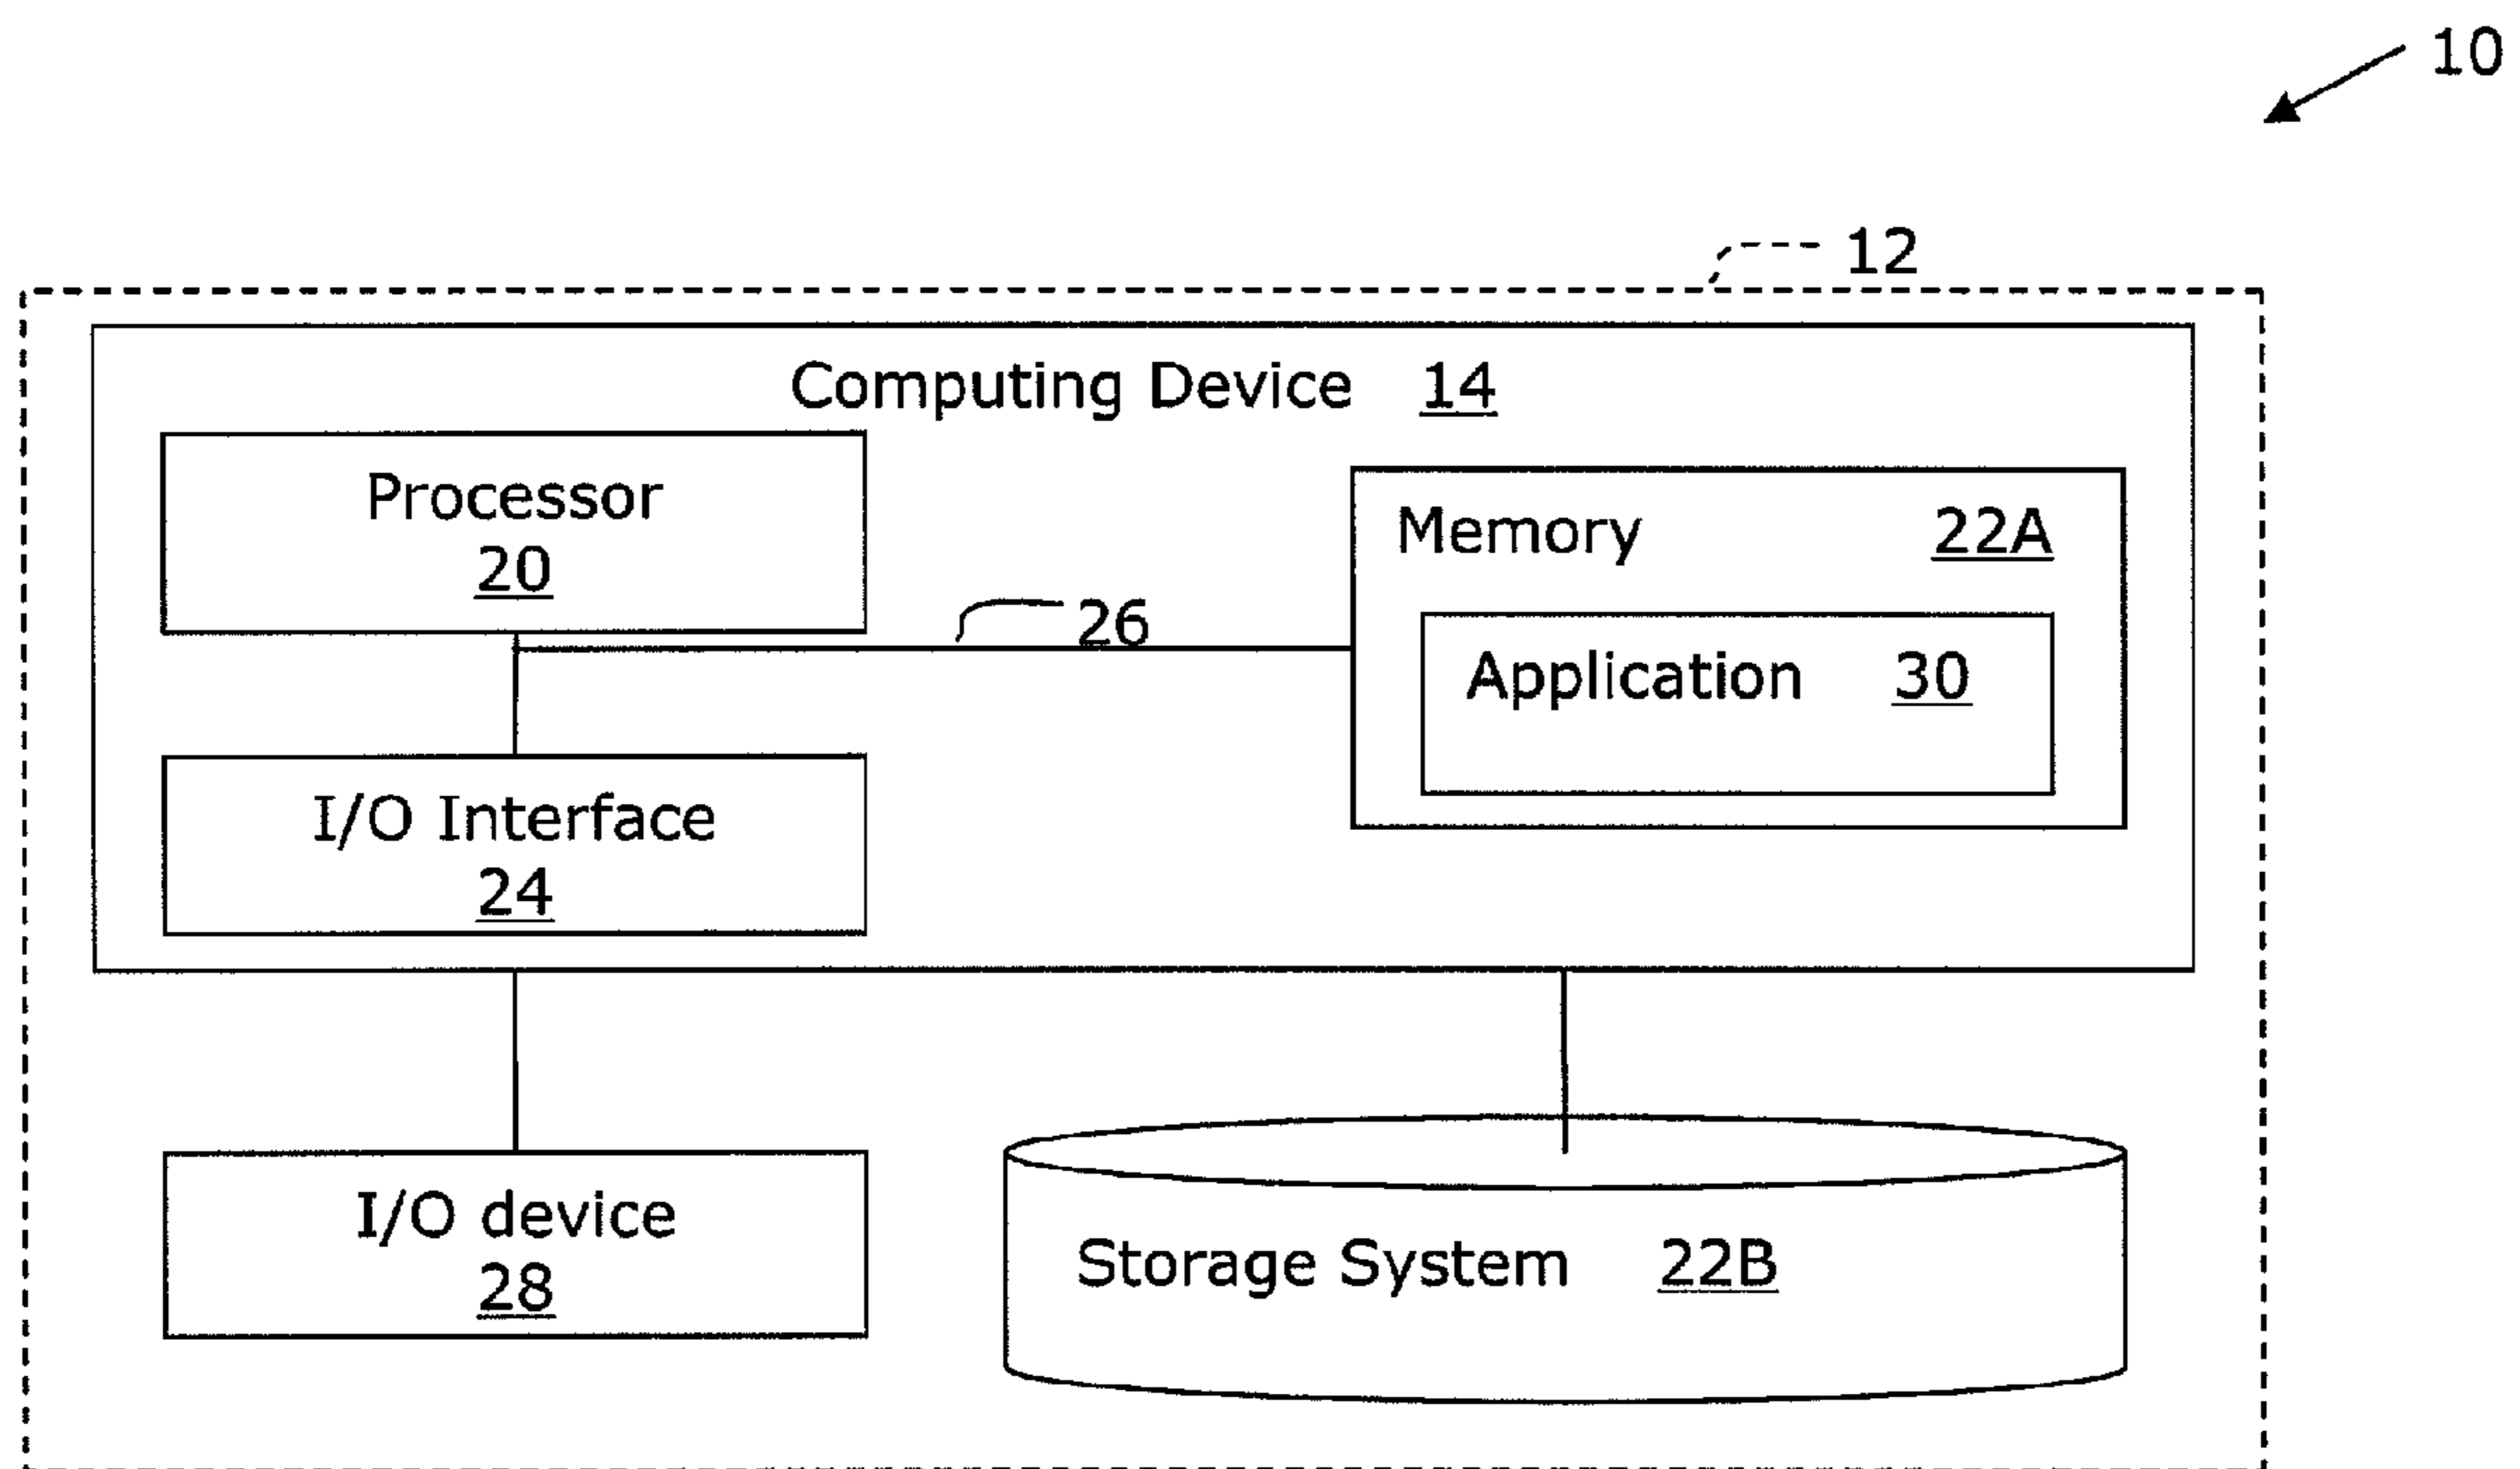 10
12
Computing Device 14
Processor
20
Memory 22A
26
Application 30
I/O Interface
24
I/O device
28
Storage System 22B